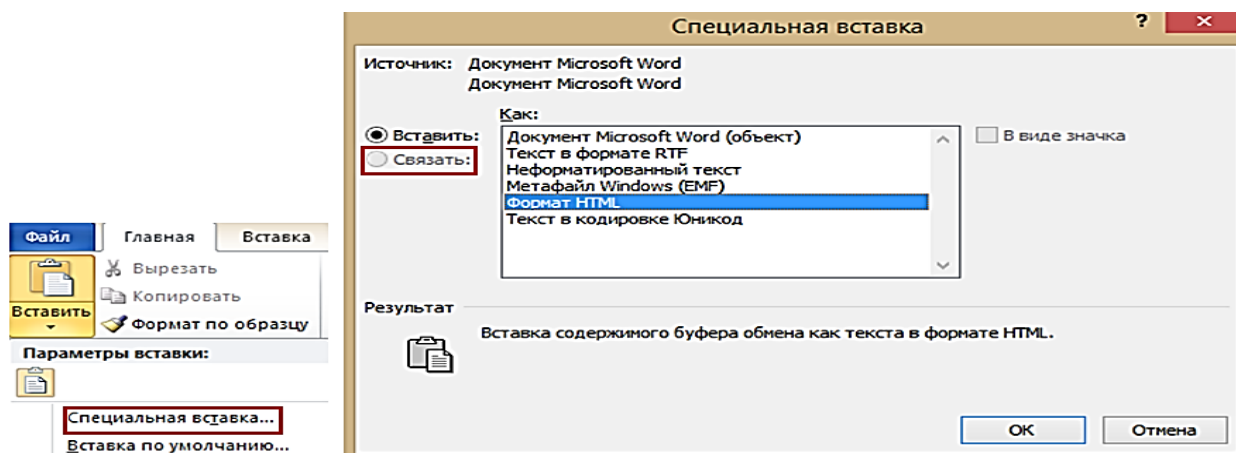 Файл Главная Вставка
Вырезать
Копировать
Вставить
Формат по образцу
Параметры вставки:
Специальная вставка...
Вставка по умолчанию...
Специальная вставка ?
Источник: Документ Microsoft Word
Документ Microsoft Word
Как:
Вставить:
Связать:
Документ Microsoft Word (объект)
Текст в формате RTF
Неформатированный текст
Метафайл Windows (EMF)
Формат HTML
Текст в кодировке Юникод
В виде значка
Результат
Вставка содержимого буфера обмена как текста в формате HTML.
ОК Отмена